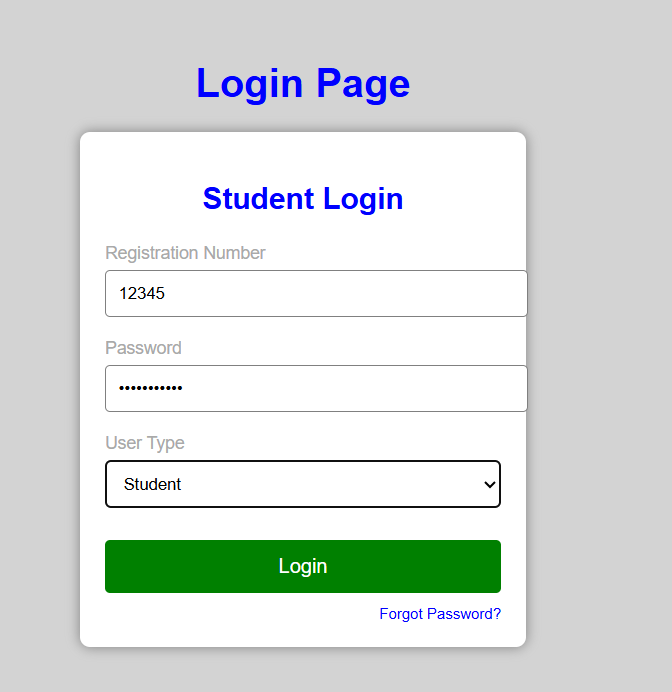 Login Page
Student Login
Registration Number
12345
Password
•••••••••••
User Type
Student
Login
Forgot Password?